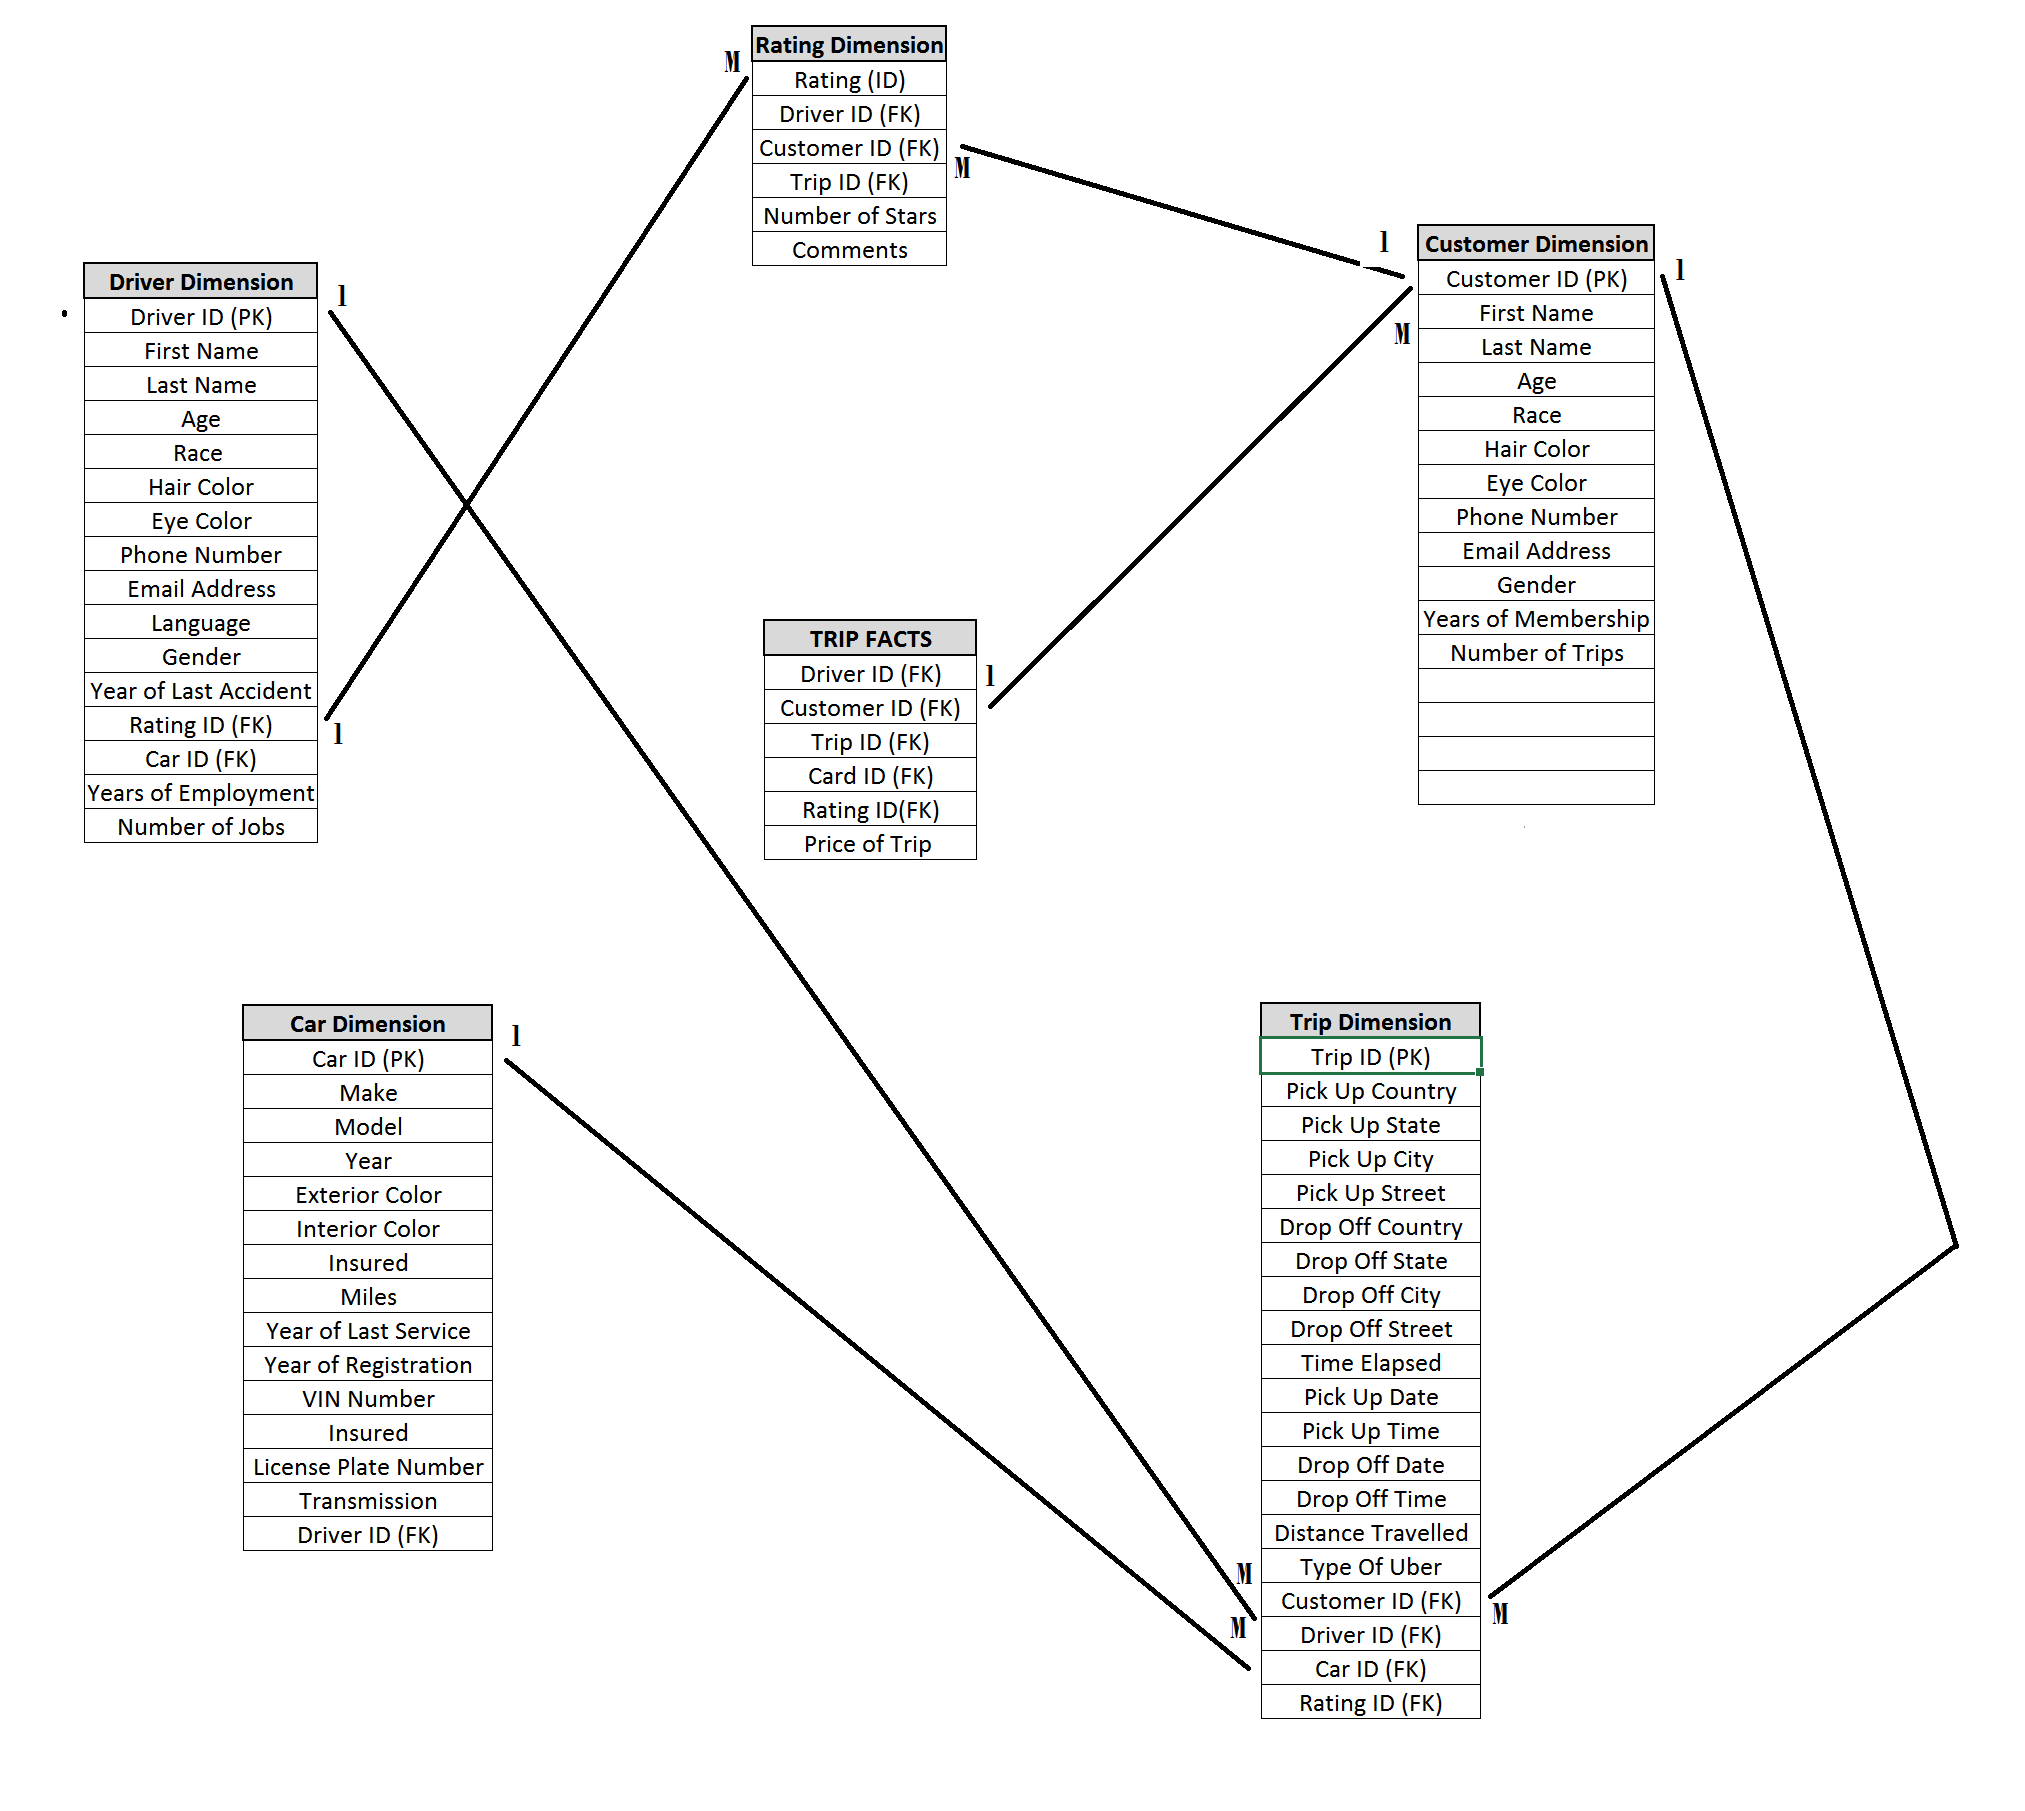 Rating Dimension
Rating (ID)
Driver ID (FK)
Customer ID (FK)
Trip ID (FK)
Number of Stars
Comments
M
M
Driver Dimension
Driver ID (PK)
First Name
Last Name
Age
Race
Hair Color
Eye Color
Phone Number
Email Address
Language
Gender
Year of Last Accident
Rating ID (FK)
Car ID (FK)
Years of Employment
Number of Jobs
1
1
Customer Dimension
Customer ID (PK)
First Name
Last Name
Age
Race
Hair Color
Eye Color
Phone Number
Email Address
Gender
Years of Membership
Number of Trips
1
1
M
TRIP FACTS
Driver ID (FK)
Customer ID (FK)
Trip ID (FK)
Card ID (FK)
Rating ID(FK)
Price of Trip
1
Car Dimension
Car ID (PK)
Make
Model
Year
Exterior Color
Interior Color
Insured
Miles
Year of Last Service
Year of Registration
VIN Number
Insured
License Plate Number
Transmission
Driver ID (FK)
1
Trip Dimension
Trip ID (PK)
Pick Up Country
Pick Up State
Pick Up City
Pick Up Street
Drop Off Country
Drop Off State
Drop Off City
Drop Off Street
Time Elapsed
Pick Up Date
Pick Up Time
Drop Off Date
Drop Off Time
Distance Travelled
Type Of Uber
Customer ID (FK)
Driver ID (FK)
Car ID (FK)
Rating ID (FK)
M
M
M